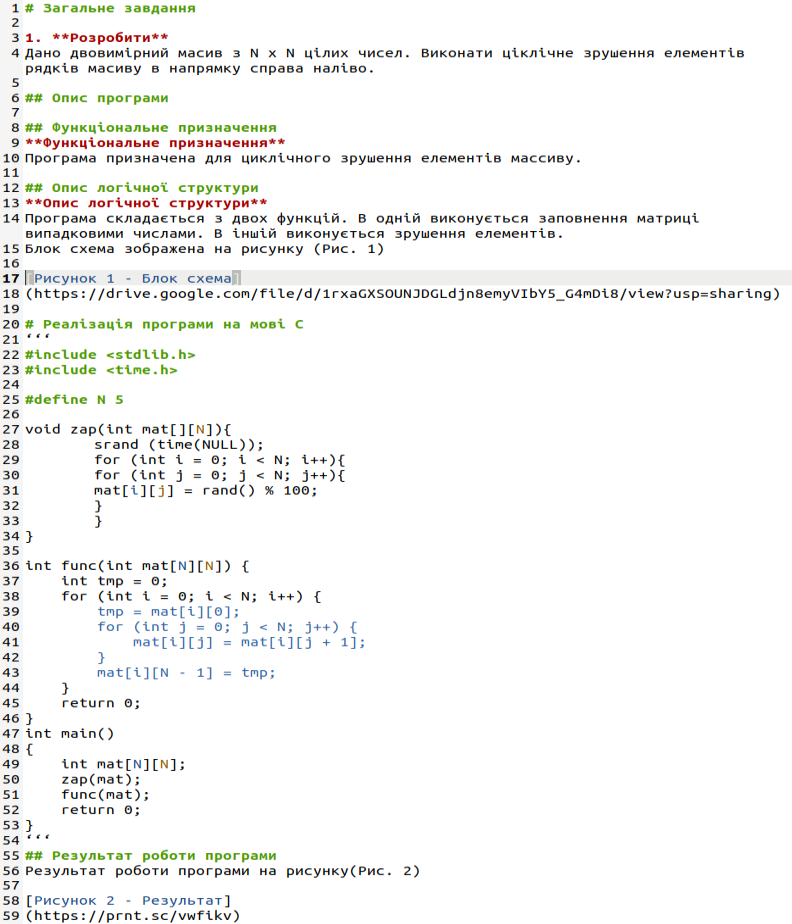 1 # Загальне завдання
2
3 1. **Розробити**
4 Дано двовимірний масив з N x N цілих чисел. Виконати ціклічне зрушення елементів
рядків масиву в напрямку справа наліво.
5
6 ## Опис програми
7
8 ## Функціональне призначення
9 **Функціональне призначення**
10 Програма призначена для циклічного зрушення елементів массиву.
11
12 ## Опис логічної структури
13 **Опис логічної структури**
14 Програма складається з двох функцій. В одній виконується заповнення матриці
випадковими числами. В іншій виконується зрушення елементів.
15 Блок схема зображена на рисунку (Рис. 1)
16
17 [Рисунок 1 - Блок схема]
18 (https://drive.google.com/file/d/1rxaGXSOUNJDGLdjn8emyVIbY5_G4mDi8/view?usp=sharing)
19
20 # Реалізація програми на мові С
21 ‘‘‘
22 #include <stdlib.h>
23 #include <time.h>
24
25 #define N 5
26
27 void zap(int mat[][N]){
28 srand (time(NULL));
29 for (int i = 0; i < N; i++){
30 for (int j = 0; j < N; j++){
31 mat[i][j] = rand() % 100;
32 }
33 }
34 }
35
36 int func(int mat[N][N]) {
37 int tmp = 0;
38 for (int i = 0; i < N; i++) {
39 tmp = mat[i][0];
40 for (int j = 0; j < N; j++) {
41 mat[i][j] = mat[i][j + 1];
42 }
43 mat[i][N - 1] = tmp;
44 }
45 return 0;
46 }
47 int main()
48 {
49 int mat[N][N];
50 zap(mat);
51 func(mat);
52 return 0;
53 }
54 ‘‘‘
55 ## Результат роботи програми
56 Результат роботи програми на рисунку(Рис. 2)
57
58 [Рисунок 2 - Результат]
59 (https://prnt.sc/vwfikv)